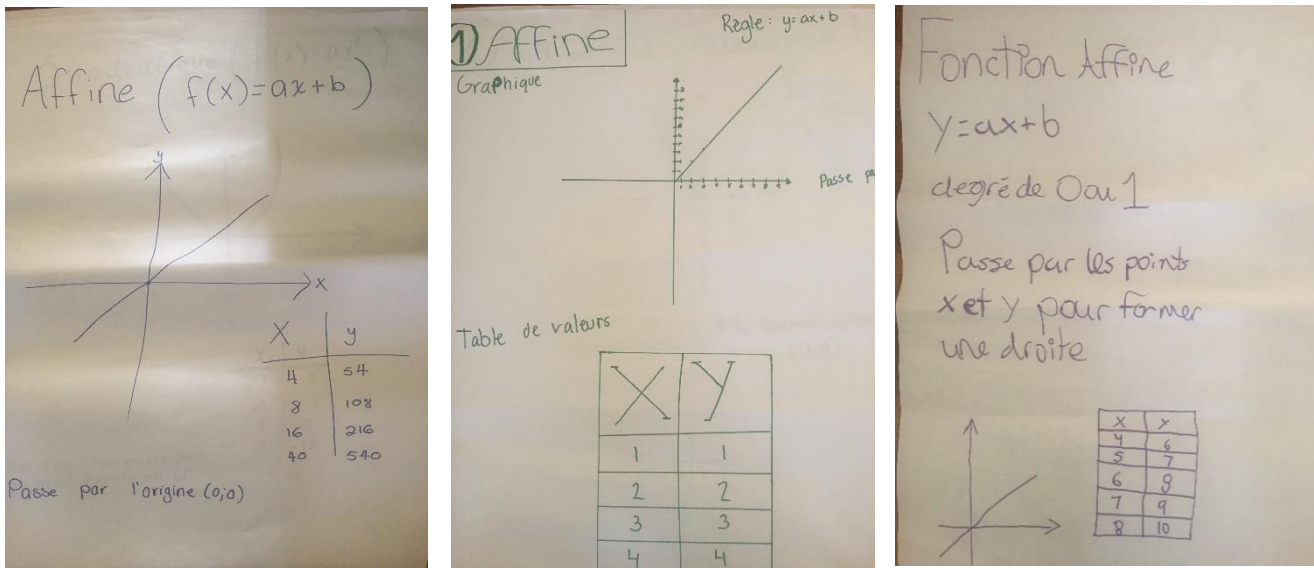 Affine (f(x)=ax+b)
y
x
X y
4 54
8 108
16 216
40 540
Passe par l'origine (0,0)
1) Affine
Règle: y=ax+b
Graphique
Passe
Table de valeurs
X Y
1 1
2 2
3 3
4 4
Fonction Affine
y=ax+b
degré de 0 ou 1
Passe par les points
x et y pour former
une droite
X Y
4 6
5 7
6 8
7 9
8 10